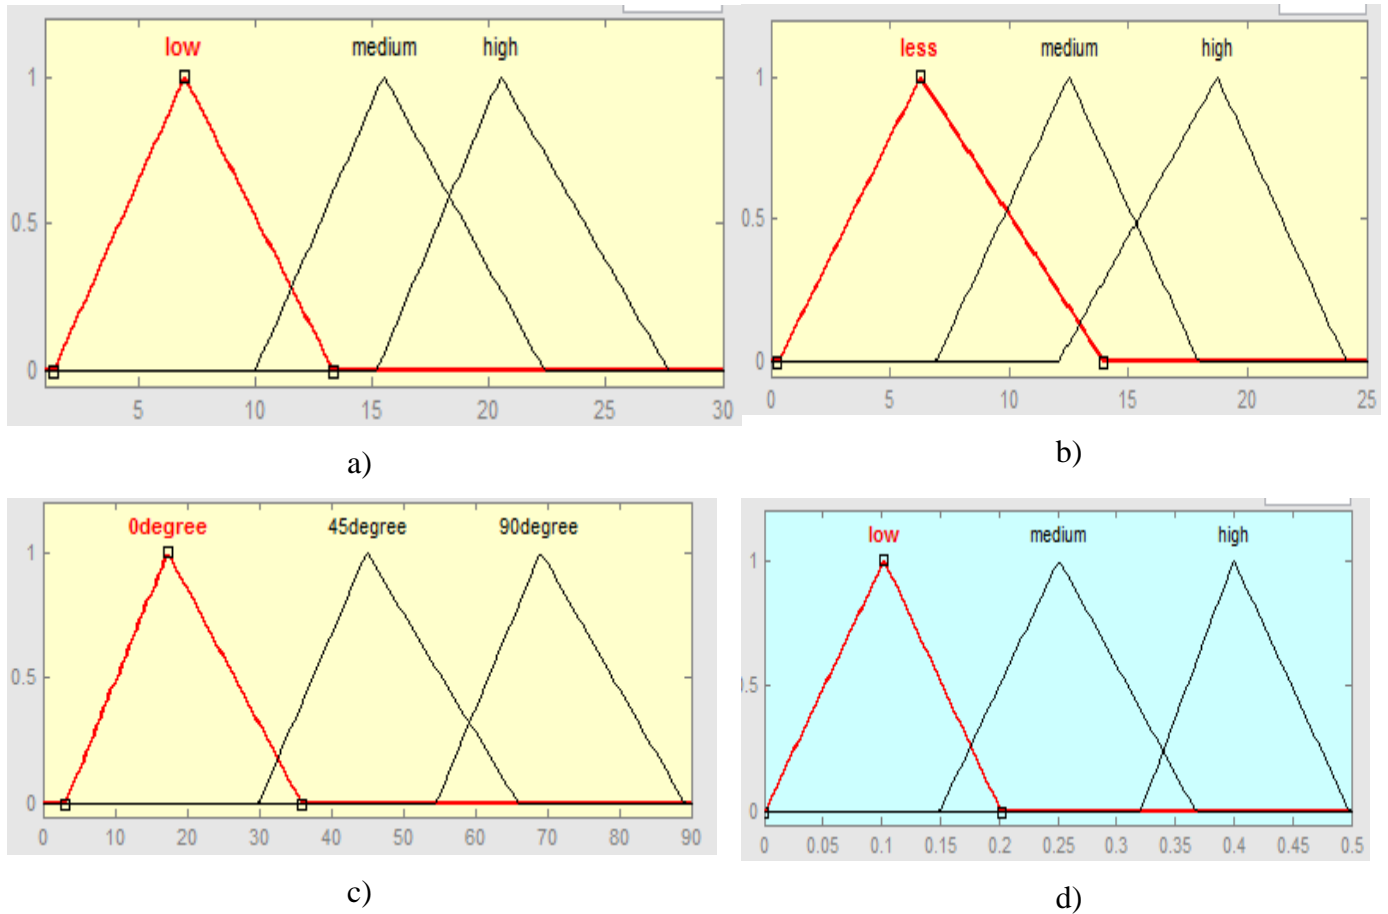 low medium high
1
0.5
0
5 10 15 20 25 30
a)
less medium high
1
0.5
0
0 5 10 15 20 25
b)
0degree 45degree 90degree
1
0.5
0
0 10 20 30 40 50 60 70 80 90
c)
low medium high
1
).5
0
0 0.05 0.1 0.15 0.2 0.25 0.3 0.35 0.4 0.45 0.5
d)